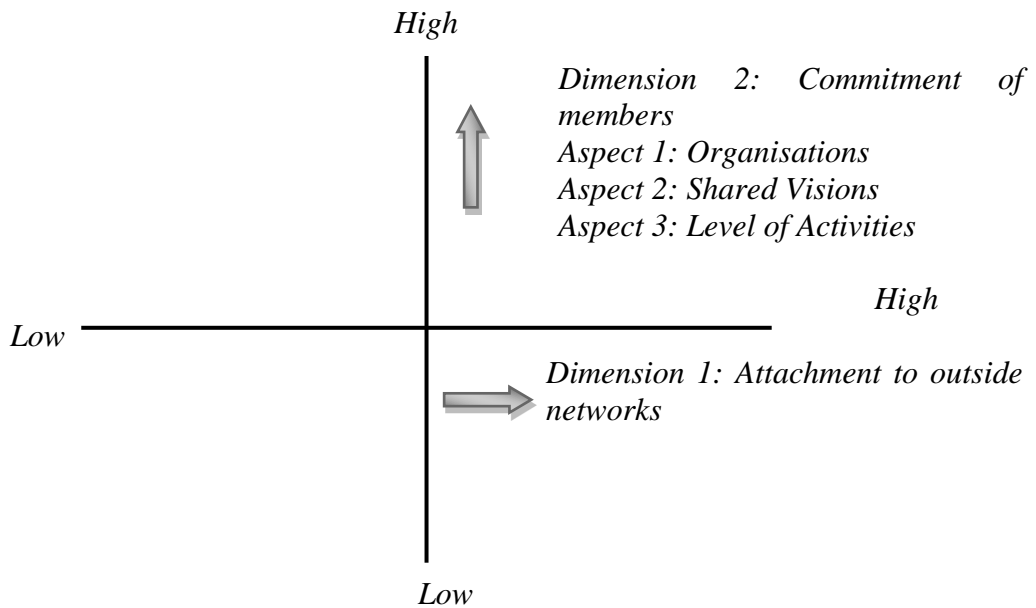 High
Dimension 2: Commitment of
members
Aspect 1: Organisations
Aspect 2: Shared Visions
Aspect 3: Level of Activities
High
Low
Dimension 1: Attachment to outside
networks
Low